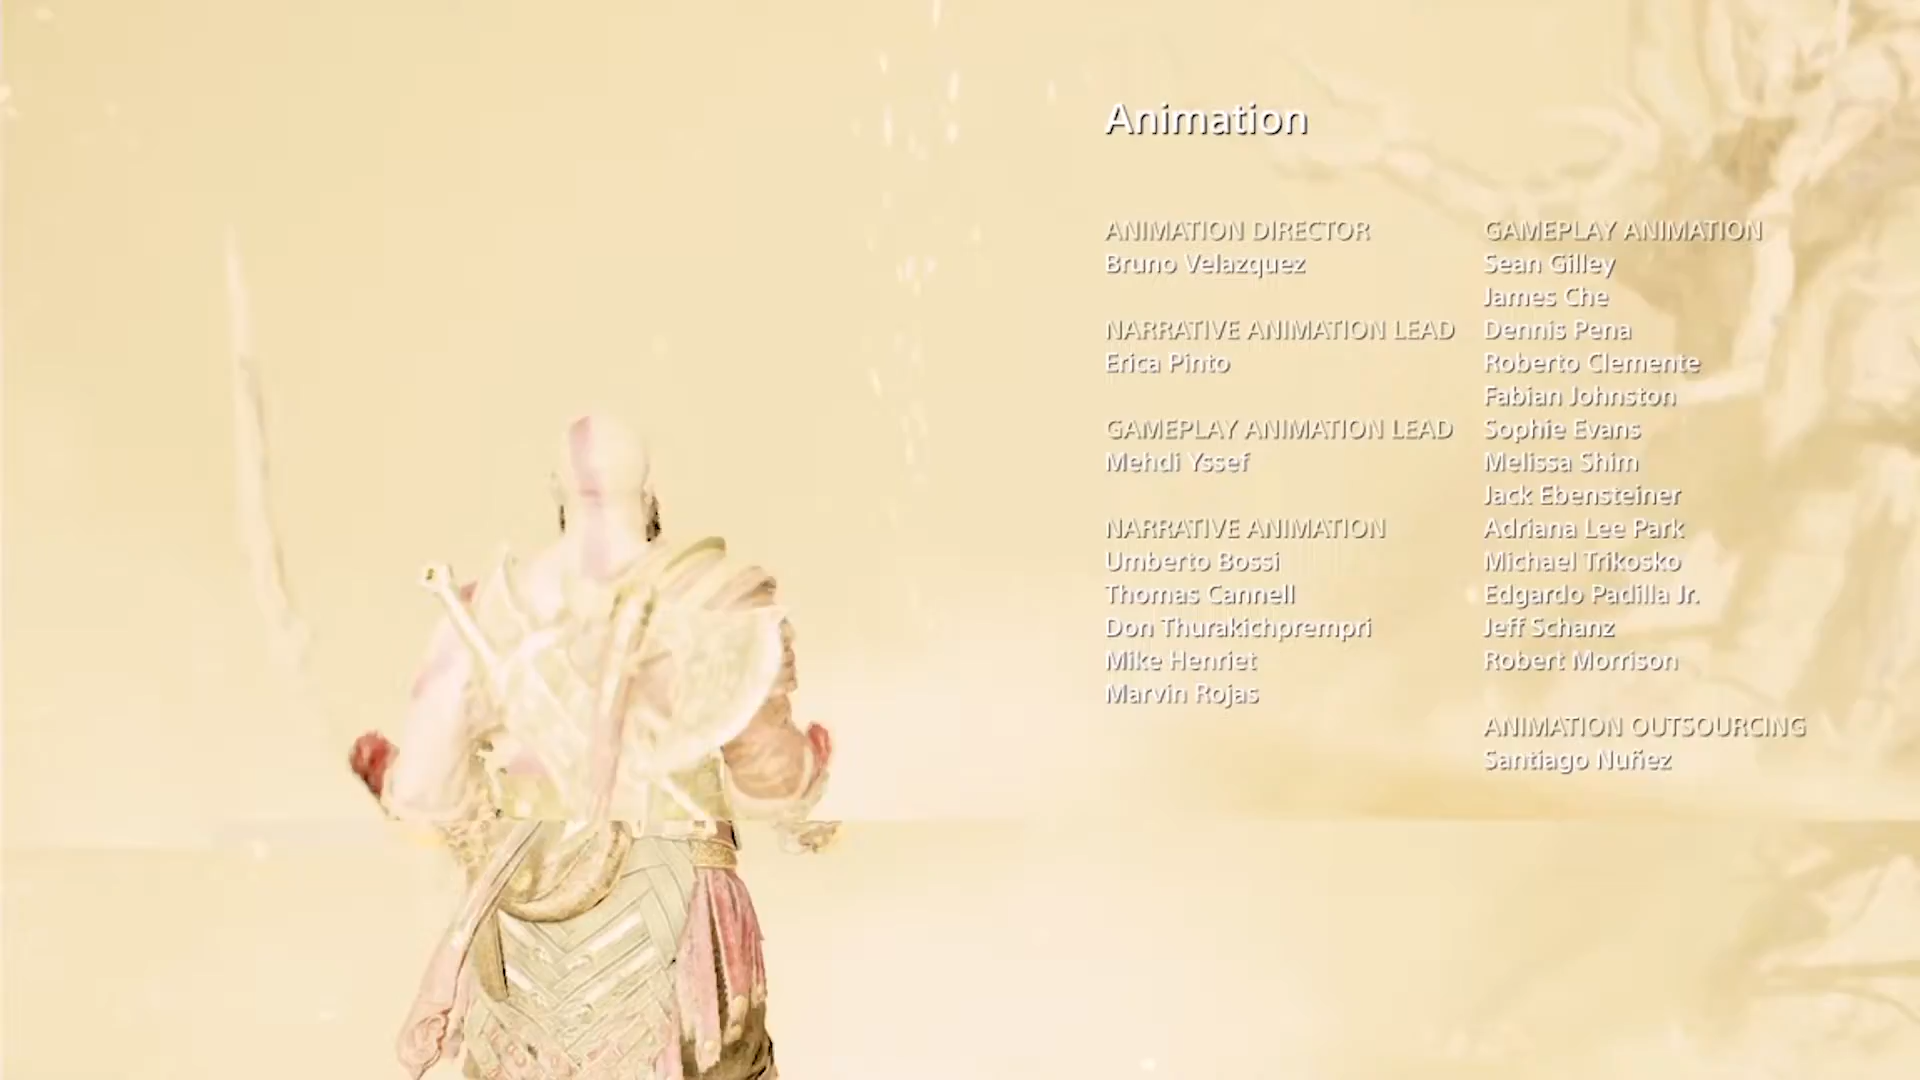 Animation
ANIMATION DIRECTOR
Bruno Velazquez
NARRATIVE ANIMATION LEAD
Erica Pinto
GAMEPLAY ANIMATION LEAD
Mehdi Yssef
NARRATIVE ANIMATION
Umberto Bossi
Thomas Cannell
Don Thurakichprempri
Mike Henriet
Marvin Rojas
GAMEPLAY ANIMATION
Sean Gilley
James Che
Dennis Pena
Roberto Clemente
Fabian Johnston
Sophie Evans
Melissa Shim
Jack Ebensteiner
Adriana Lee Park
Michael Trikosko
Edgardo Padilla Jr.
Jeff Schanz
Robert Morrison
ANIMATION OUTSOURCING
Santiago Nuñez